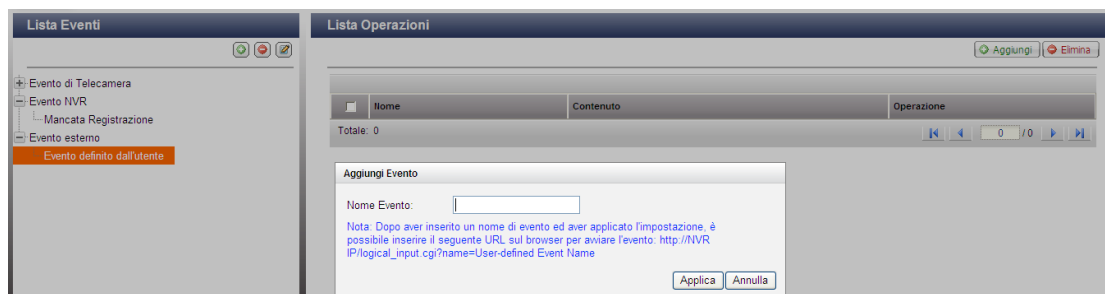 Lista Eventi
Lista Operazioni
Aggiungi Elimina
Evento di Telecamera
Evento NVR
Mancata Registrazione
Evento esterno
Evento definito dall'utente
Nome Contenuto Operazione
Totale: 0
0 / 0
Aggiungi Evento
Nome Evento:
Nota: Dopo aver inserito un nome di evento ed aver applicato l'impostazione, è
possibile inserire il seguente URL sul browser per avviare l'evento: http://NVR
IP/logical_input.cgi?name=User-defined Event Name
Applica Annulla